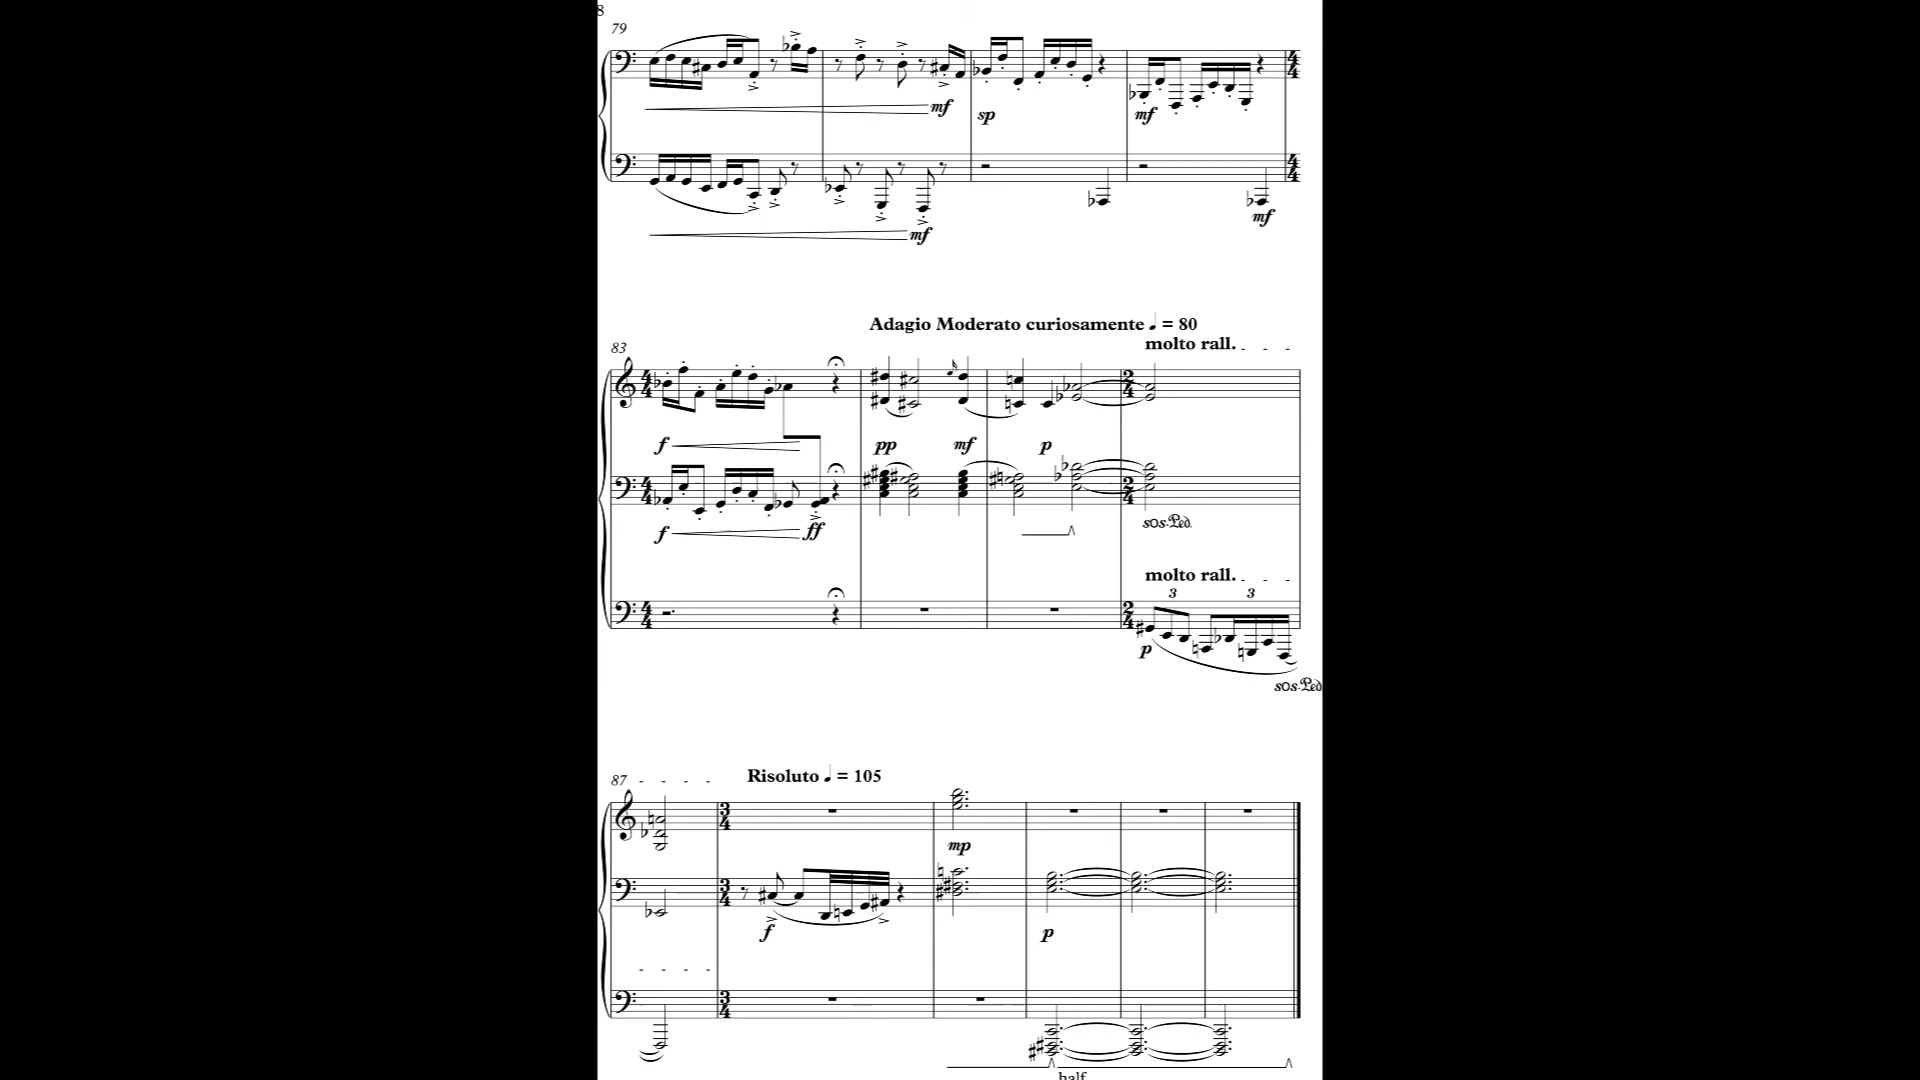 8
79
mf
sp
mf
mf
mf
Adagio Moderato curiosamente ♩ = 80
molto rall.
83
f
pp
mf
p
f
ff
sos. Ped.
molto rall.
3
3
p
sos. Ped.
87
Risoluto ♩ = 105
mp
f
p
half